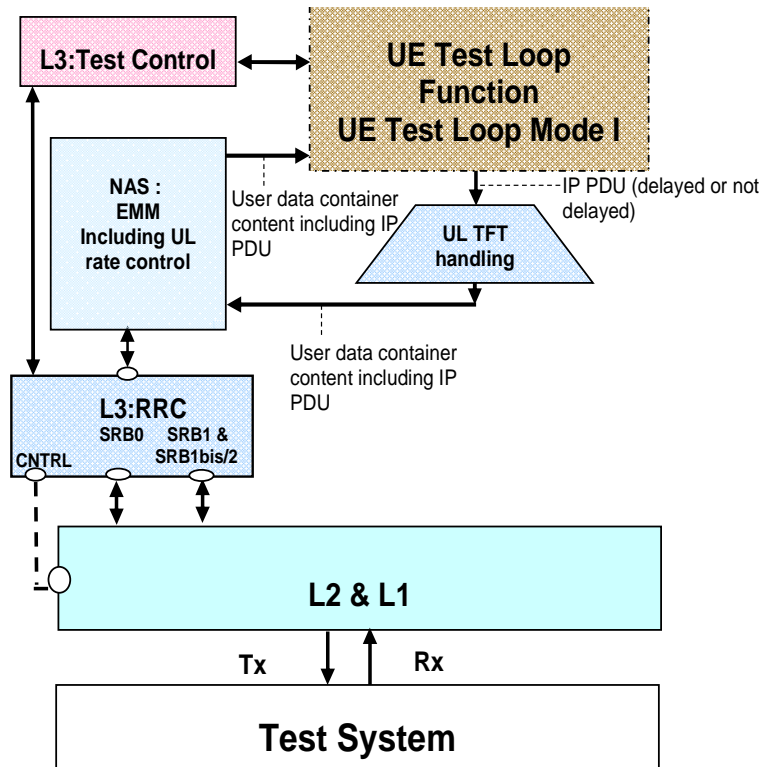 L3:Test Control
UE Test Loop
Function
UE Test Loop Mode I
NAS :
EMM
Including UL
rate control
User data container
content including IP
PDU
IP PDU (delayed or not
delayed)
UL TFT
handling
User data container
content including IP
PDU
L3:RRC
SRB0
SRB1 &
SRB1bis/2
CNTRL
L2 & L1
Tx
Rx
Test System